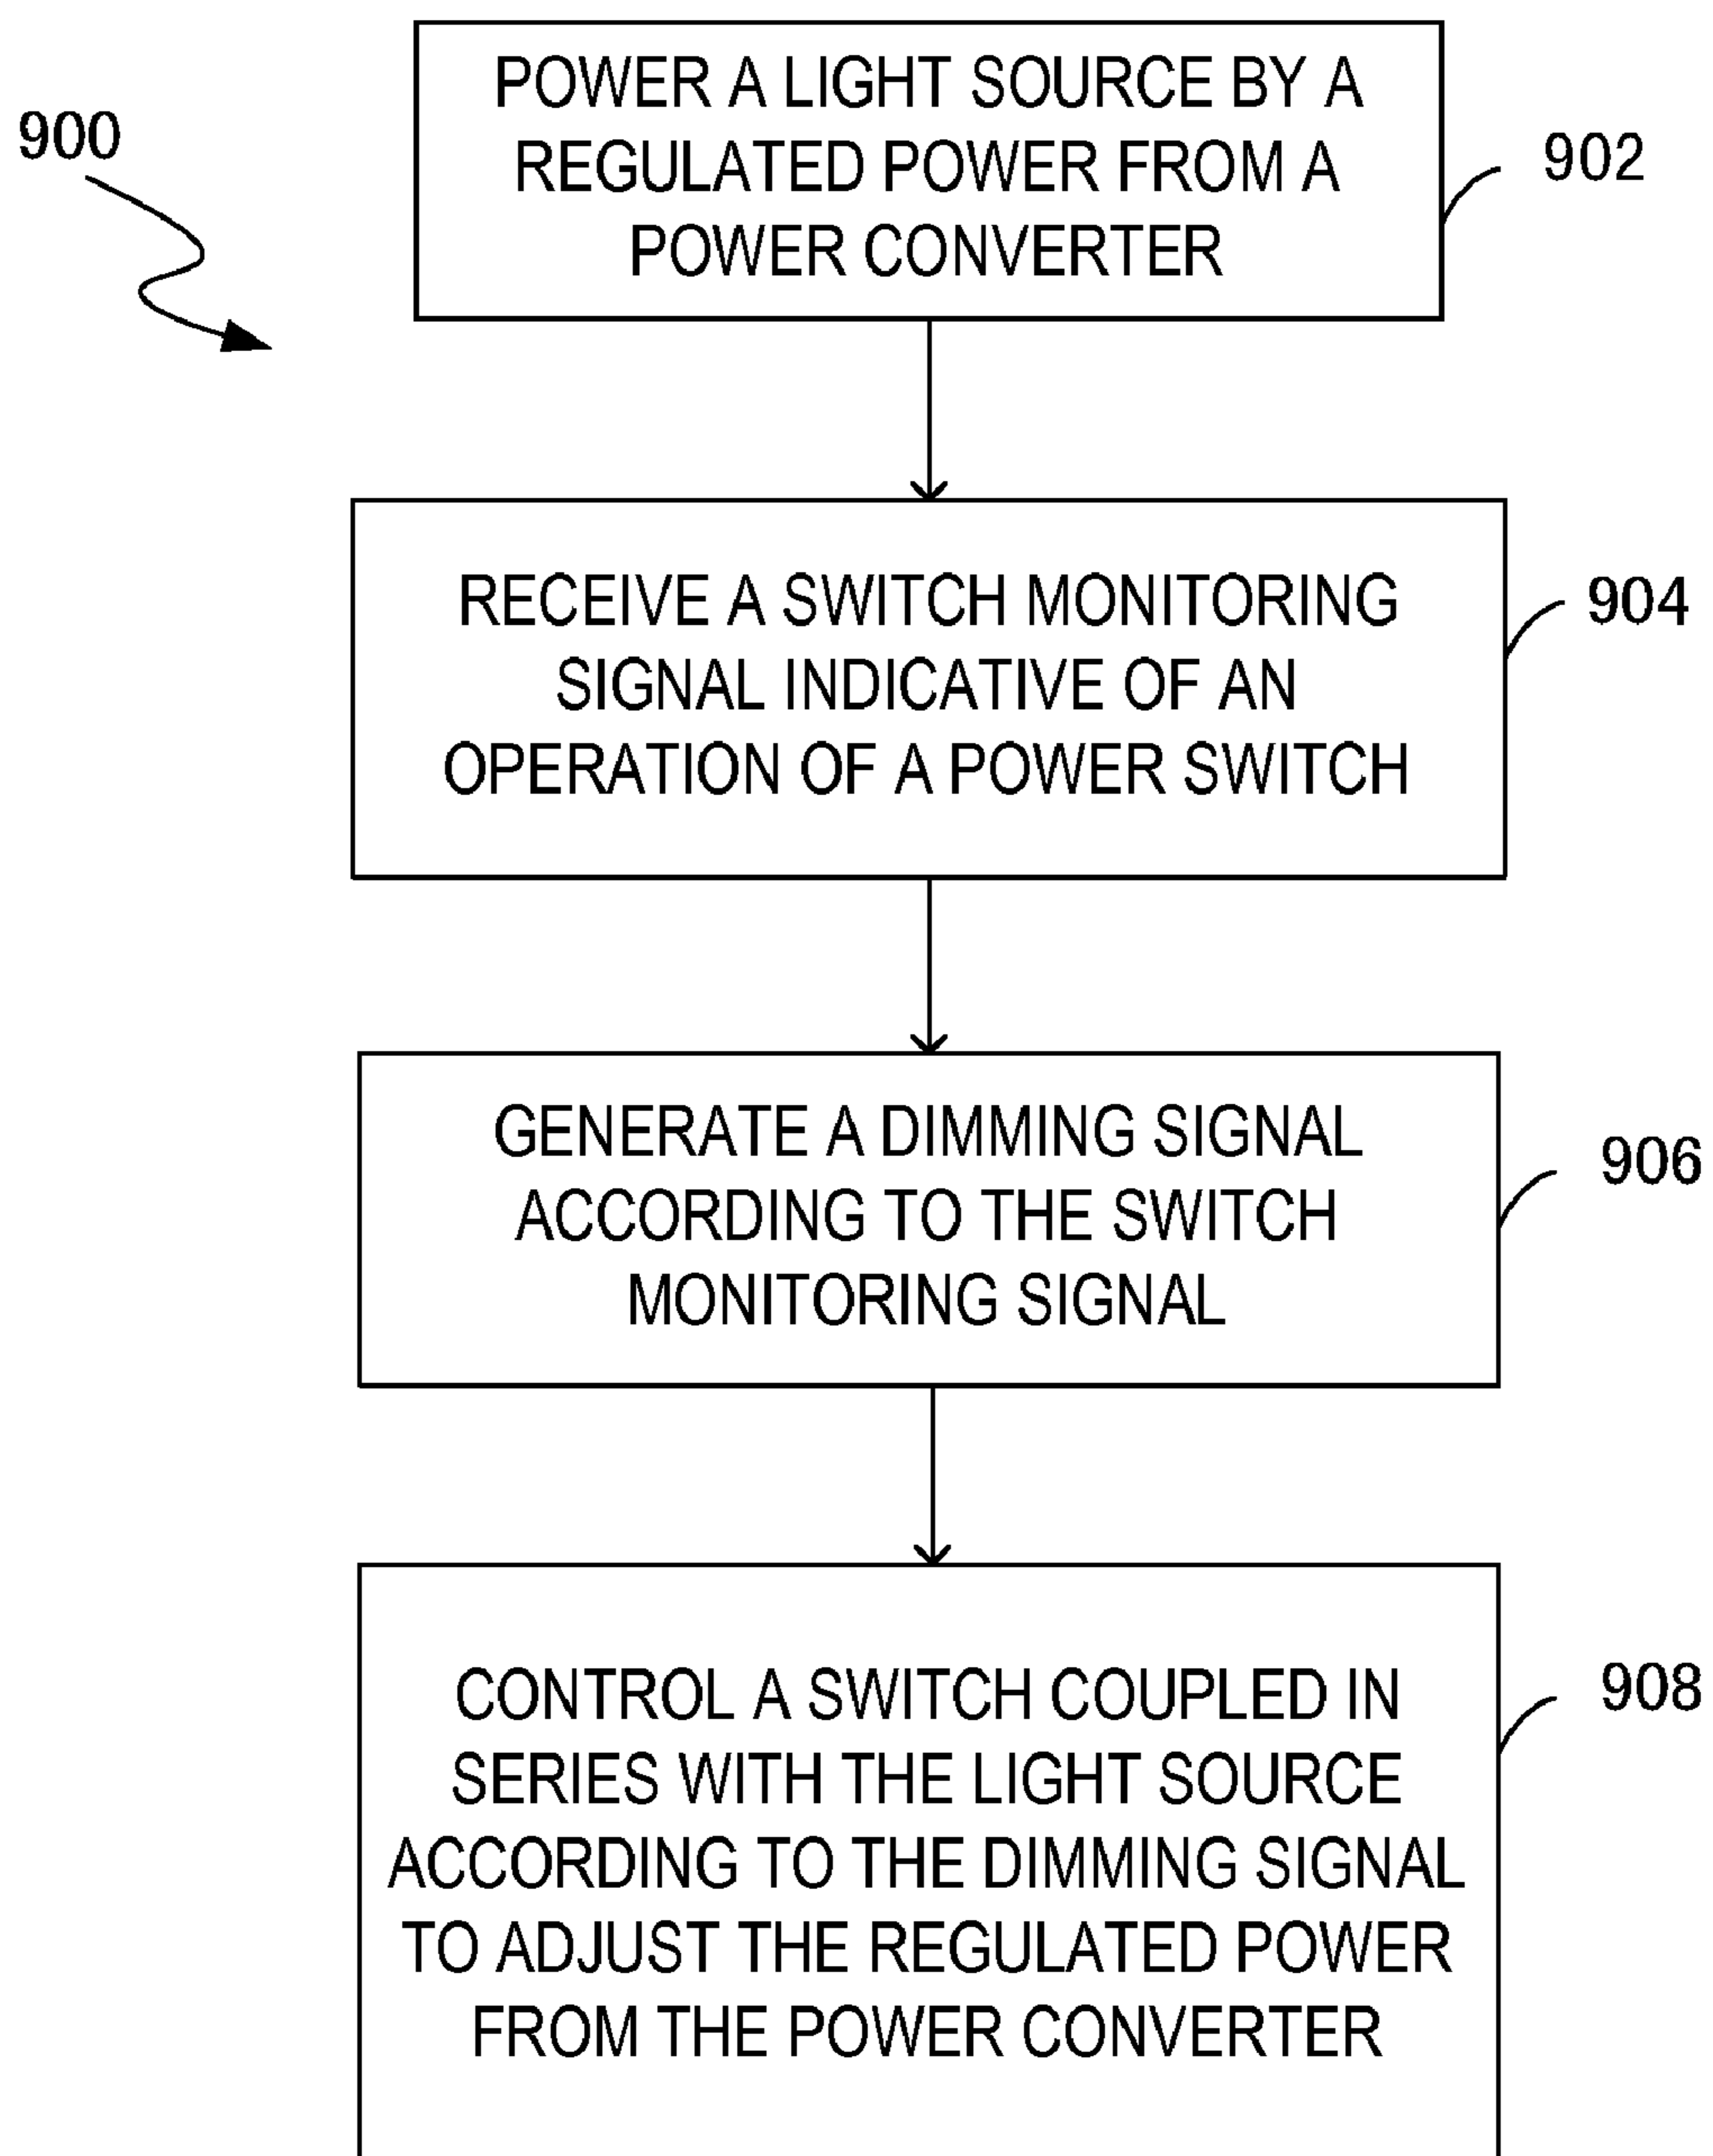 900
POWER A LIGHT SOURCE BY A
REGULATED POWER FROM A
POWER CONVERTER
902
RECEIVE A SWITCH MONITORING
SIGNAL INDICATIVE OF AN
OPERATION OF A POWER SWITCH
904
GENERATE A DIMMING SIGNAL
ACCORDING TO THE SWITCH
MONITORING SIGNAL
906
CONTROL A SWITCH COUPLED IN
SERIES WITH THE LIGHT SOURCE
ACCORDING TO THE DIMMING SIGNAL
TO ADJUST THE REGULATED POWER
FROM THE POWER CONVERTER
908